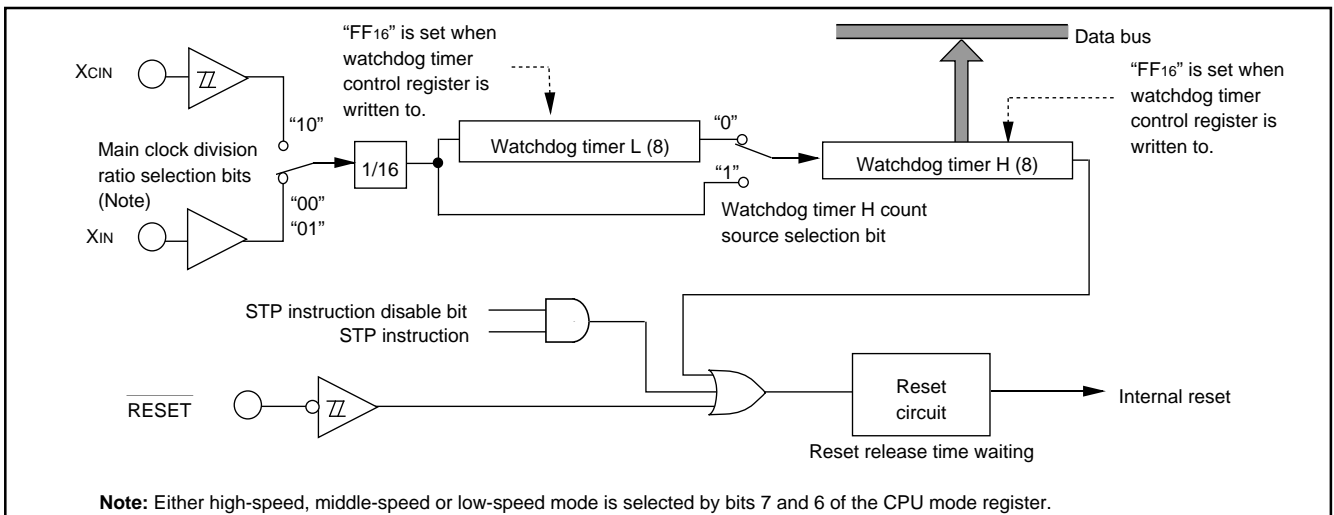 “FF16” is set when
watchdog timer
control register is
written to.
Data bus
“FF16” is set when
watchdog timer
control register is
written to.
XCIN
“10”
Main clock division
ratio selection bits
(Note)
“00”
“01”
XIN
1/16
Watchdog timer L (8)
“0”
“1”
Watchdog timer H count
source selection bit
Watchdog timer H (8)
STP instruction disable bit
STP instruction
RESET
Reset
circuit
Reset release time waiting
Internal reset
Note: Either high-speed, middle-speed or low-speed mode is selected by bits 7 and 6 of the CPU mode register.